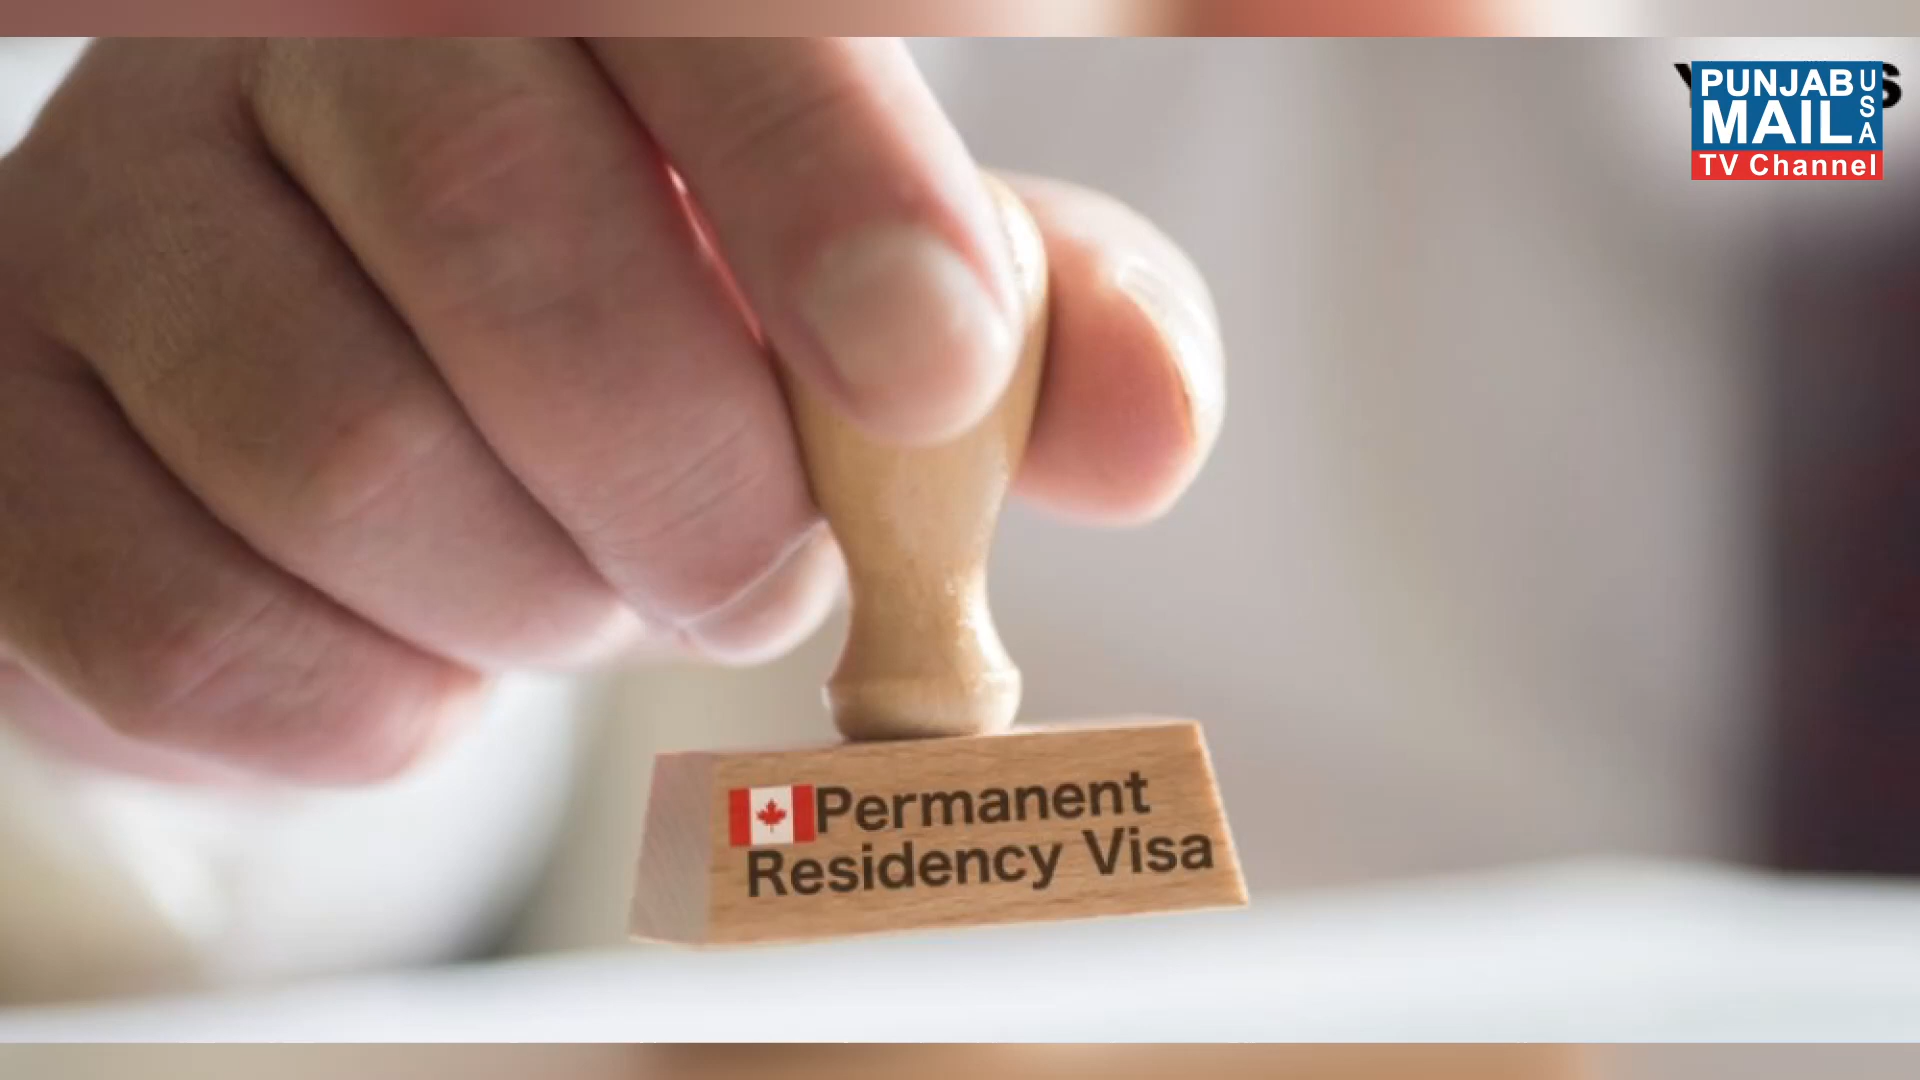 PUNJAB
MAIL
USA
TV Channel
Permanent
Residency Visa